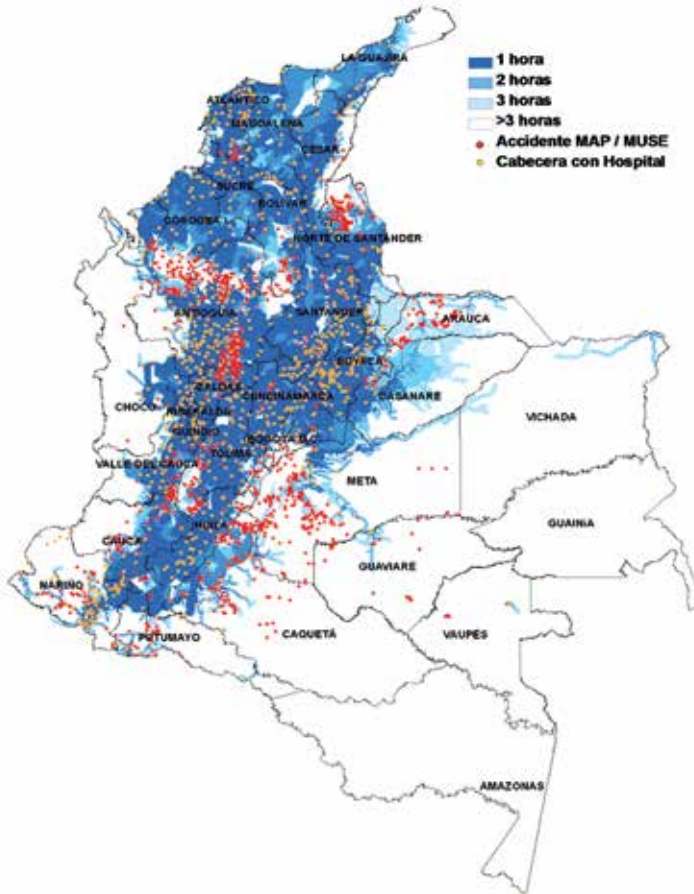 LA GUAJIRA
1 hora
2 horas
3 horas
>3 horas
Accidente MAP / MUSE
Cabecera con Hospital
ATLANTICO
MAGDALENA
CESAR
SUCRE
BOLIVAR
CORDOBA
NORTE DE SANTANDER
ANTIOQUIA
SANTANDER
ARAUCA
BOYACA
CALDAS
CUNDINAMARCA
CASANARE
CHOCO
RISARALDA
VICHADA
QUINDIO
BOGOTA D.C.
TOLIMA
VALLE DEL CAUCA
META
GUAINIA
HUILA
CAUCA
GUAVIARE
NARIÑO
PUTUMAYO
CAQUETÁ
VAUPES
AMAZONAS